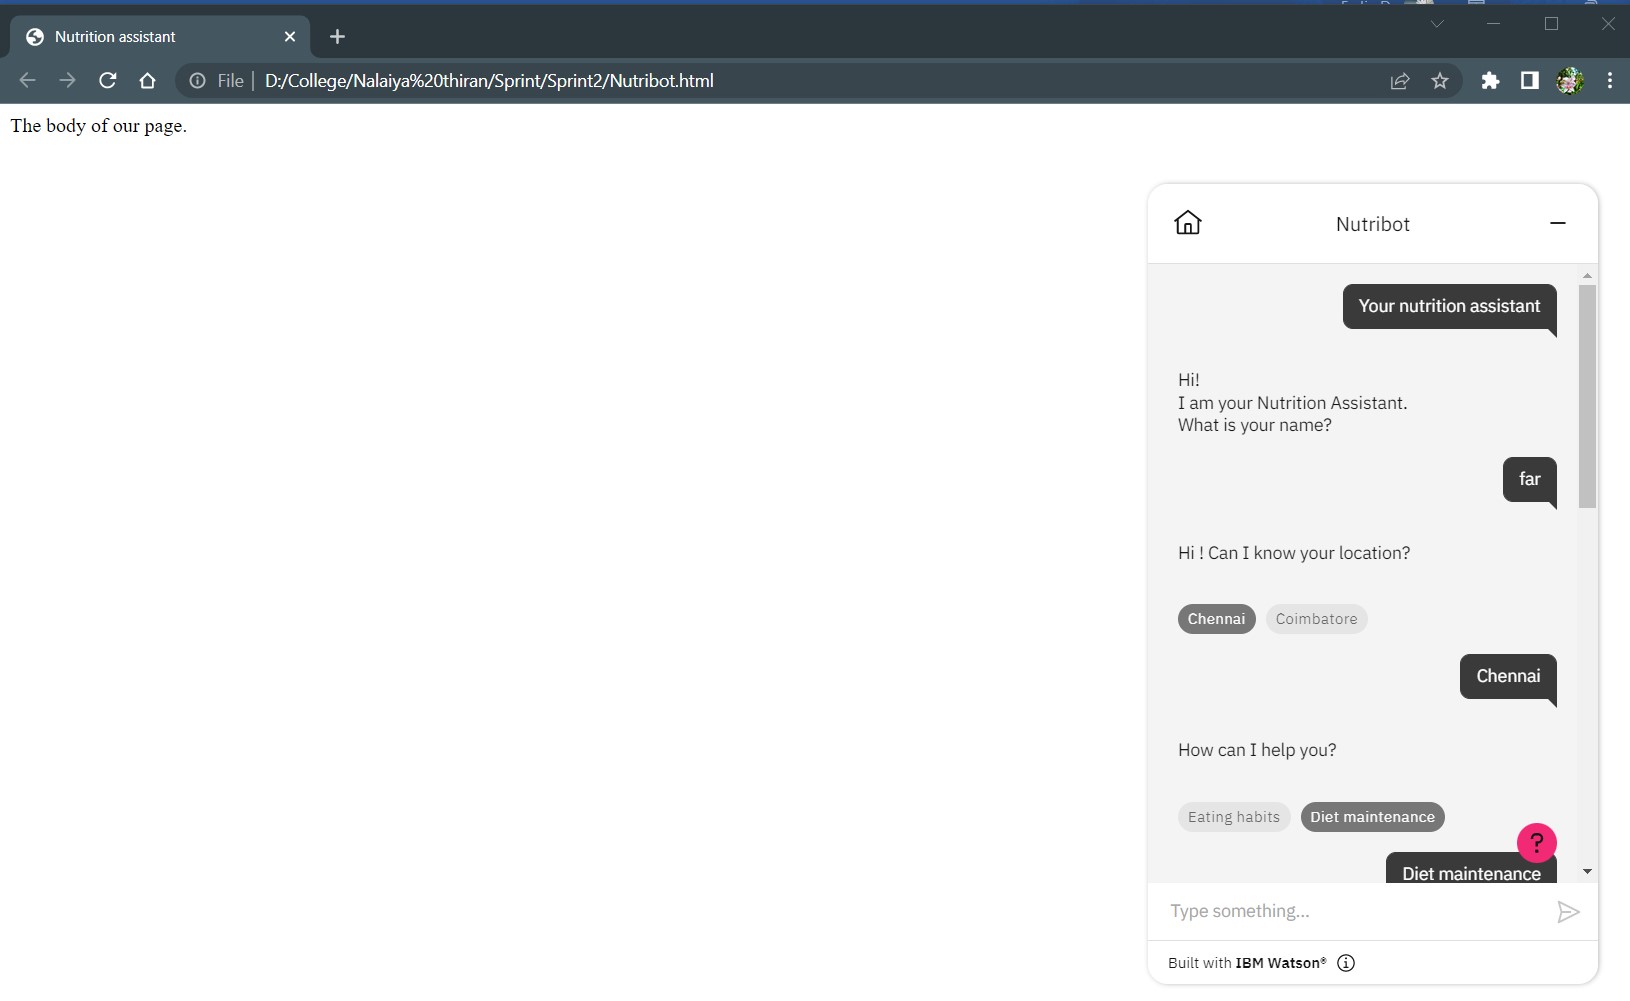 Nutrition assistant
File
D:/College/Nalaiya%20thiran/Sprint/Sprint2/Nutribot.html
The body of our page.
Nutribot
Your nutrition assistant
Hi!
I am your Nutrition Assistant.
What is your name?
far
Hi ! Can I know your location?
Chennai Coimbatore
Chennai
How can I help you?
Eating habits Diet maintenance
?
Diet maintenance
Type something...
Built with IBM Watson®